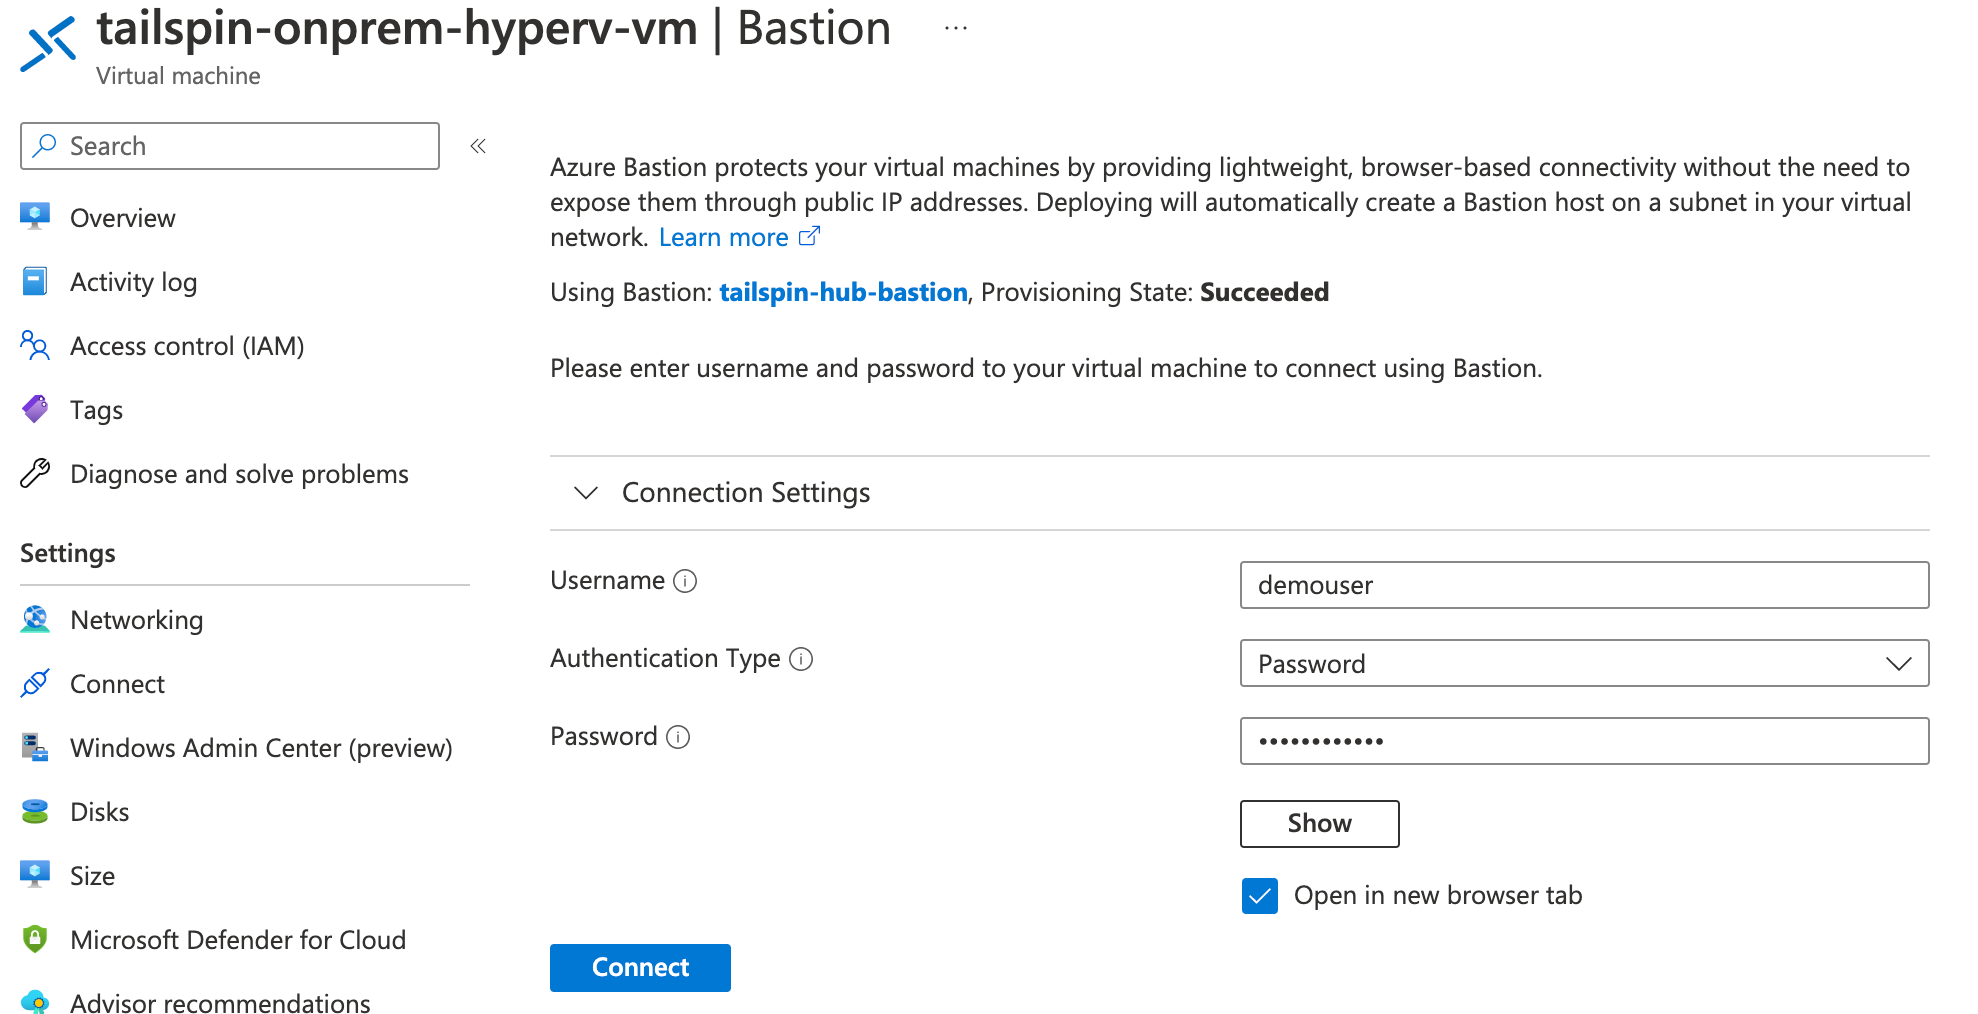 tailspin-onprem-hyperv-vm | Bastion ...
Virtual machine
Search «
Overview
Activity log
Access control (IAM)
Tags
Diagnose and solve problems
Settings
Networking
Connect
Windows Admin Center (preview)
Disks
Size
Microsoft Defender for Cloud
Advisor recommendations
Azure Bastion protects your virtual machines by providing lightweight, browser-based connectivity without the need to
expose them through public IP addresses. Deploying will automatically create a Bastion host on a subnet in your virtual
network. Learn more
Using Bastion: tailspin-hub-bastion, Provisioning State: Succeeded
Please enter username and password to your virtual machine to connect using Bastion.
Connection Settings
Username
demouser
Authentication Type
Password
Password
••••••••••••
Show
Open in new browser tab
Connect